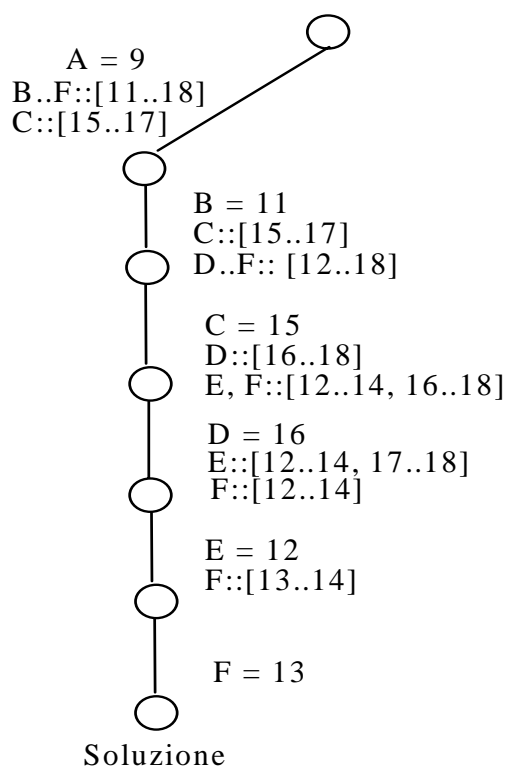 A = 9
B..F::[11..18]
C::[15..17]
B = 11
C::[15..17]
D..F:: [12..18]
C = 15
D::[16..18]
E, F::[12..14, 16..18]
D = 16
E::[12..14, 17..18]
F::[12..14]
E = 12
F::[13..14]
F = 13
Soluzione